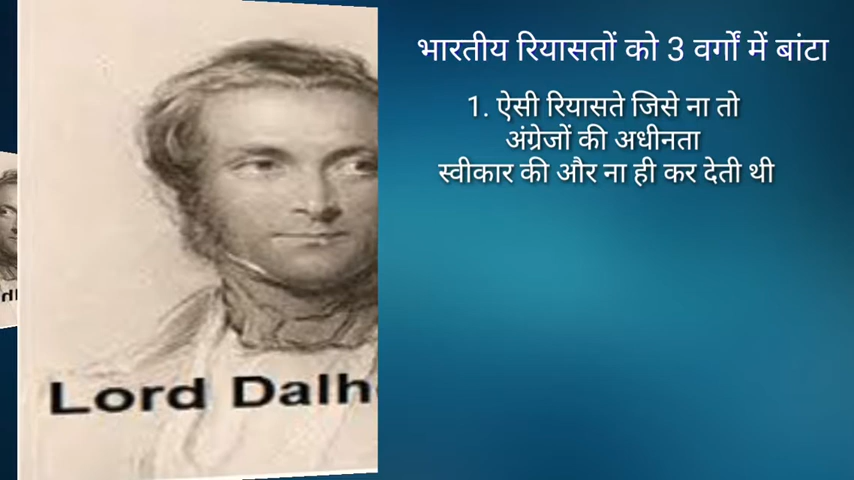 भारतीय रियासतों को 3 वर्गों में बांटा
1. ऐसी रियासते जिसे ना तो
अंग्रेजों की अधीनता
स्वीकार की और ना ही कर देती थी
Lord Dalh